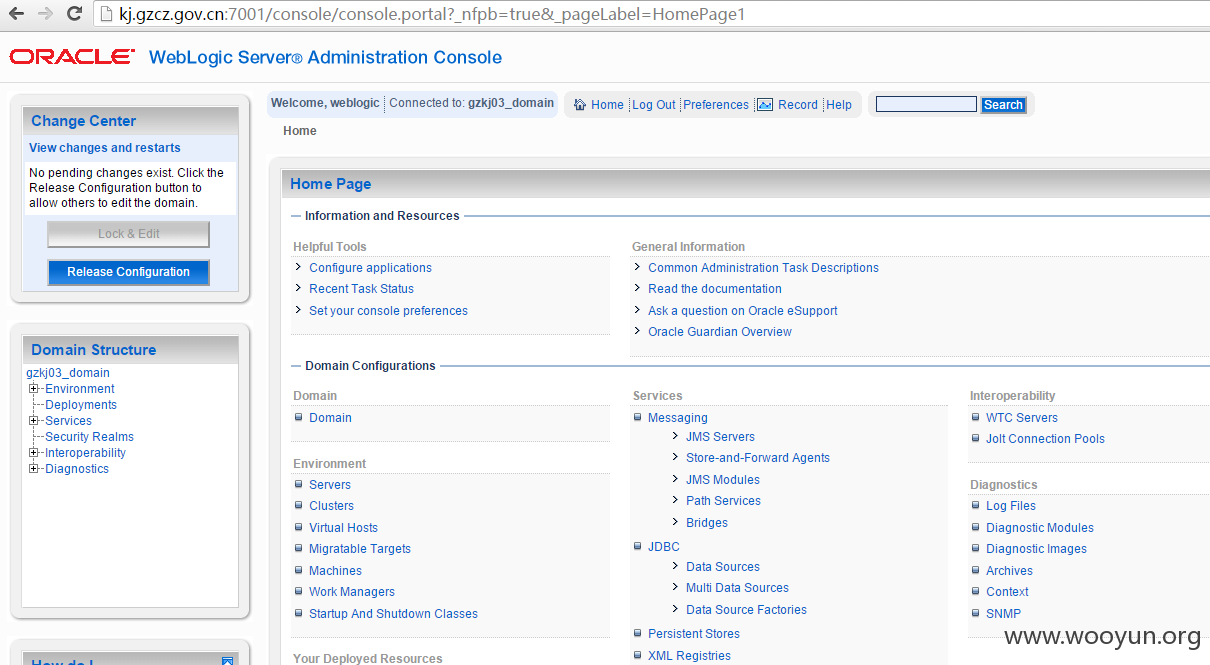 kj.gzcz.gov.cn:7001/console/console.portal?_nfpb=true&_pageLabel=HomePage1
ORACLE WebLogic Server® Administration Console
Change Center
View changes and restarts
No pending changes exist. Click the
Release Configuration button to
allow others to edit the domain.
Lock & Edit
Release Configuration
Domain Structure
gzkj03_domain
Environment
Deployments
Services
Security Realms
Interoperability
Diagnostics
How do I
Welcome, weblogic Connected to: gzkj03_domain
Home Log Out Preferences Record Help
Search
Home
Home Page
Information and Resources
Helpful Tools
Configure applications
Recent Task Status
Set your console preferences
General Information
Common Administration Task Descriptions
Read the documentation
Ask a question on Oracle eSupport
Oracle Guardian Overview
Domain Configurations
Domain
Domain
Environment
Servers
Clusters
Virtual Hosts
Migratable Targets
Machines
Work Managers
Startup And Shutdown Classes
Your Deployed Resources
Services
Messaging
JMS Servers
Store-and-Forward Agents
JMS Modules
Path Services
Bridges
JDBC
Data Sources
Multi Data Sources
Data Source Factories
Persistent Stores
XML Registries
Interoperability
WTC Servers
Jolt Connection Pools
Diagnostics
Log Files
Diagnostic Modules
Diagnostic Images
Archives
Context
SNMP
www.wooyun.org